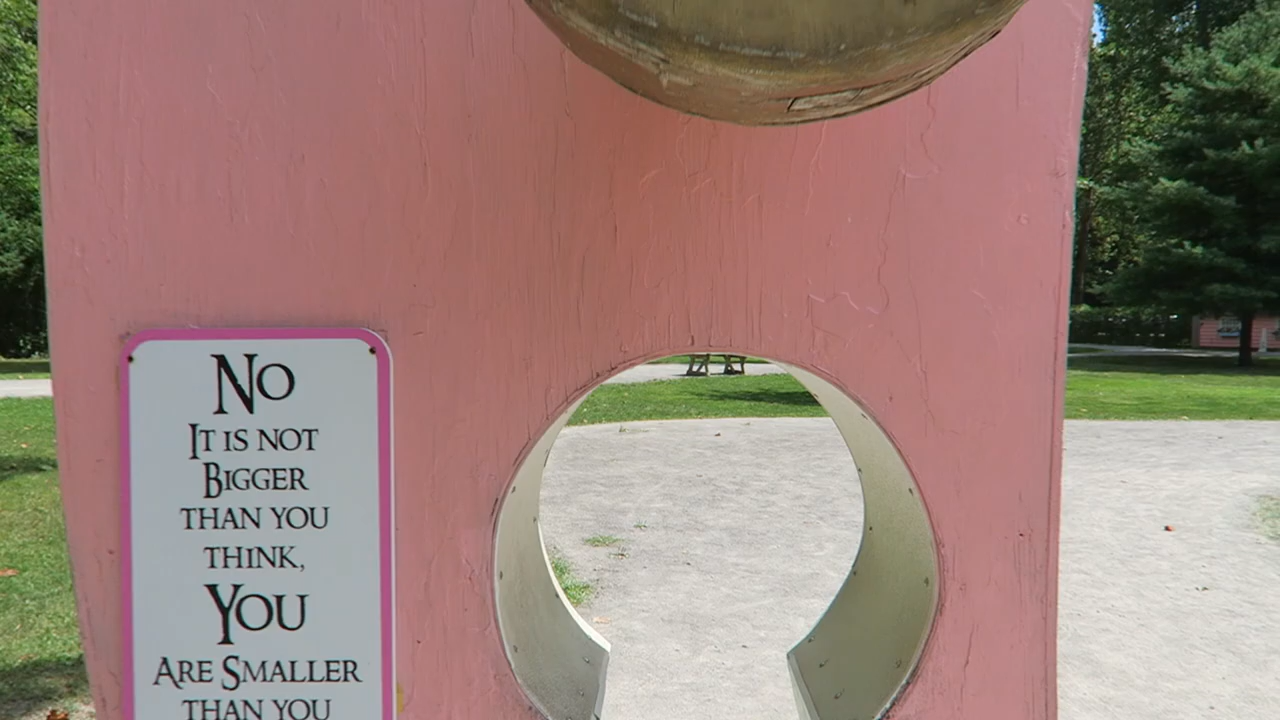 No
It is not
Bigger
than you
think,
You
Are Smaller
than you